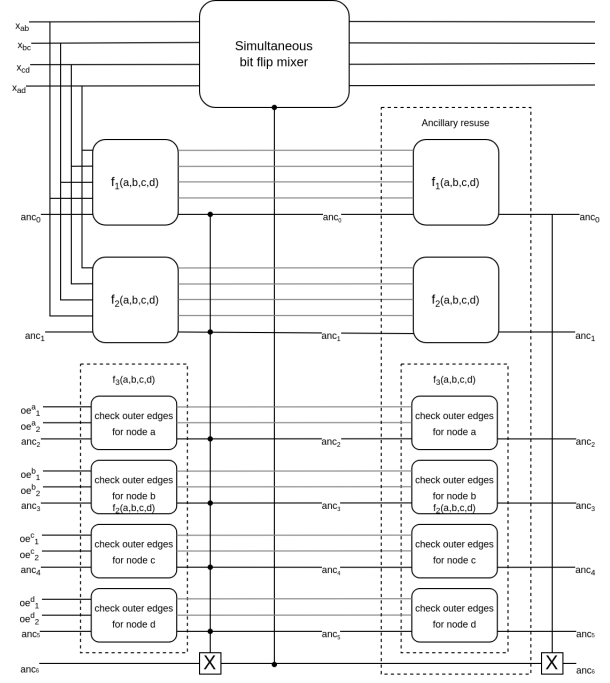 x_ab
x_bc
x_cd
x_ad
Simultaneous
bit flip mixer
Ancillary resuse
f_1(a,b,c,d)
f_1(a,b,c,d)
anc_0
anc_0
anc_0
f_2(a,b,c,d)
f_2(a,b,c,d)
anc_1
anc_1
anc_1
f_3(a,b,c,d)
f_3(a,b,c,d)
oe^a_1
oe^a_2
anc_2
check outer edges
for node a
anc_2
check outer edges
for node a
anc_2
oe^b_1
oe^b_2
anc_3
check outer edges
for node b
f_2(a,b,c,d)
anc_3
check outer edges
for node b
f_2(a,b,c,d)
anc_3
oe^c_1
oe^c_2
anc_4
check outer edges
for node c
anc_4
check outer edges
for node c
anc_4
oe^d_1
oe^d_2
anc_5
check outer edges
for node d
anc_5
check outer edges
for node d
anc_5
anc_6
X
X
anc_6